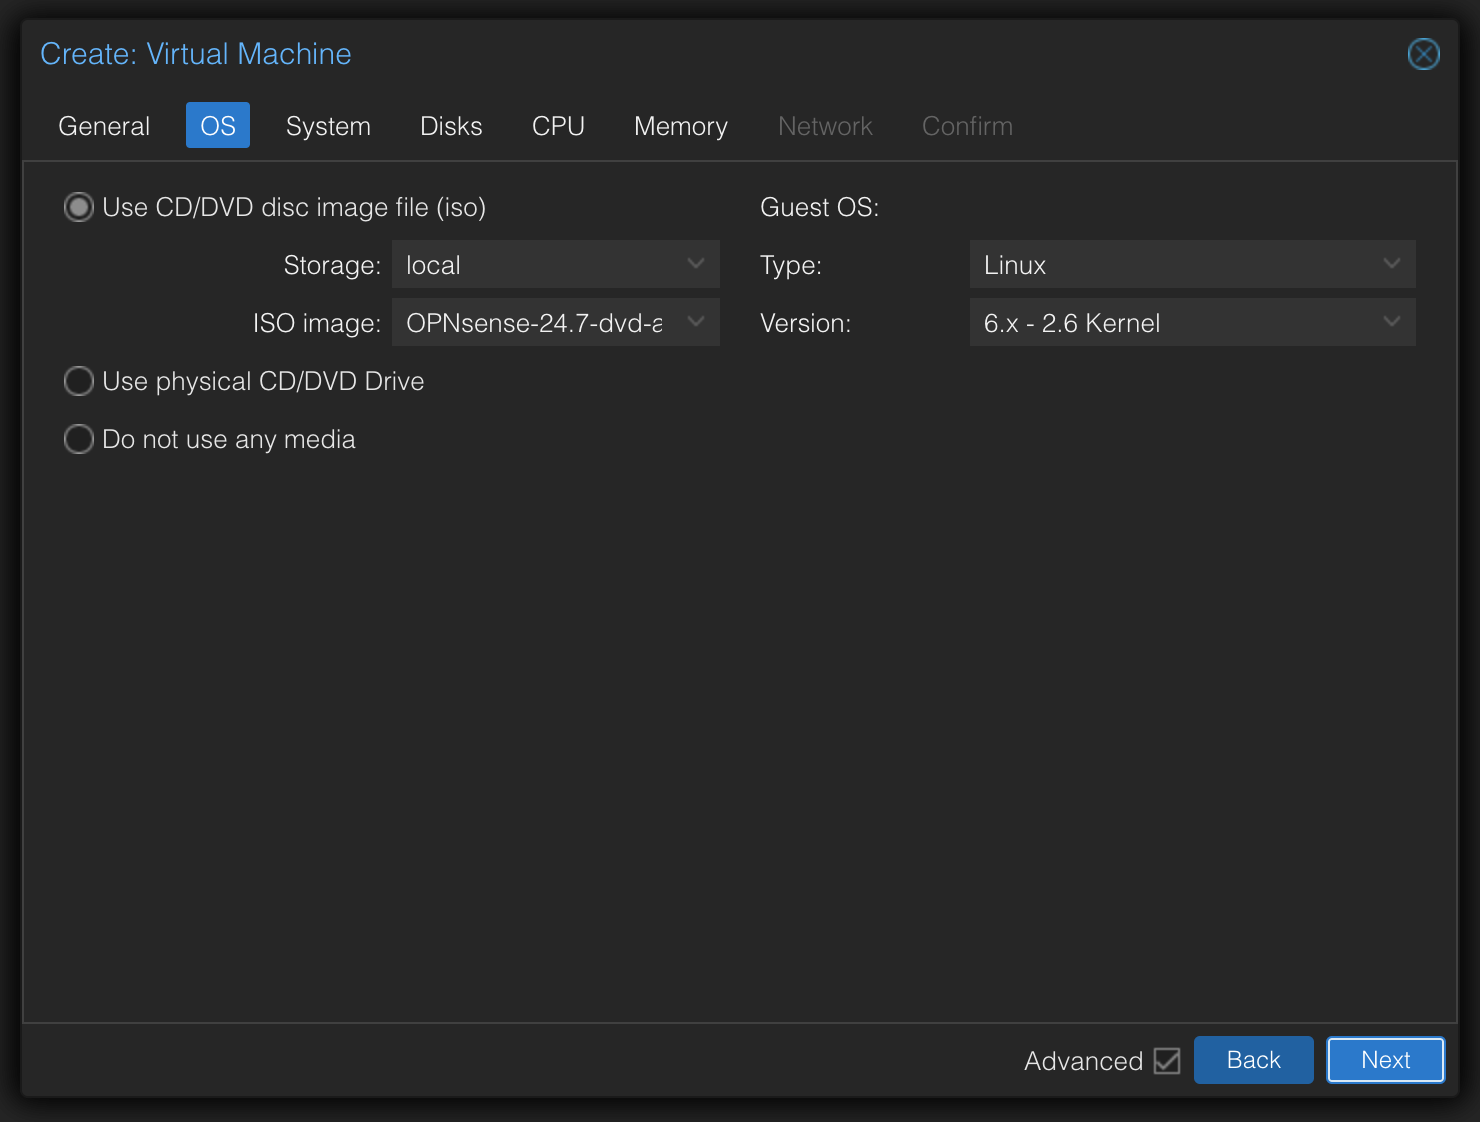 Create: Virtual Machine
General OS System Disks CPU Memory Network Confirm
Use CD/DVD disc image file (iso)
Storage: local
ISO image: OPNsense-24.7-dvd-a
Use physical CD/DVD Drive
Do not use any media
Guest OS:
Type: Linux
Version: 6.x - 2.6 Kernel
Advanced Back Next